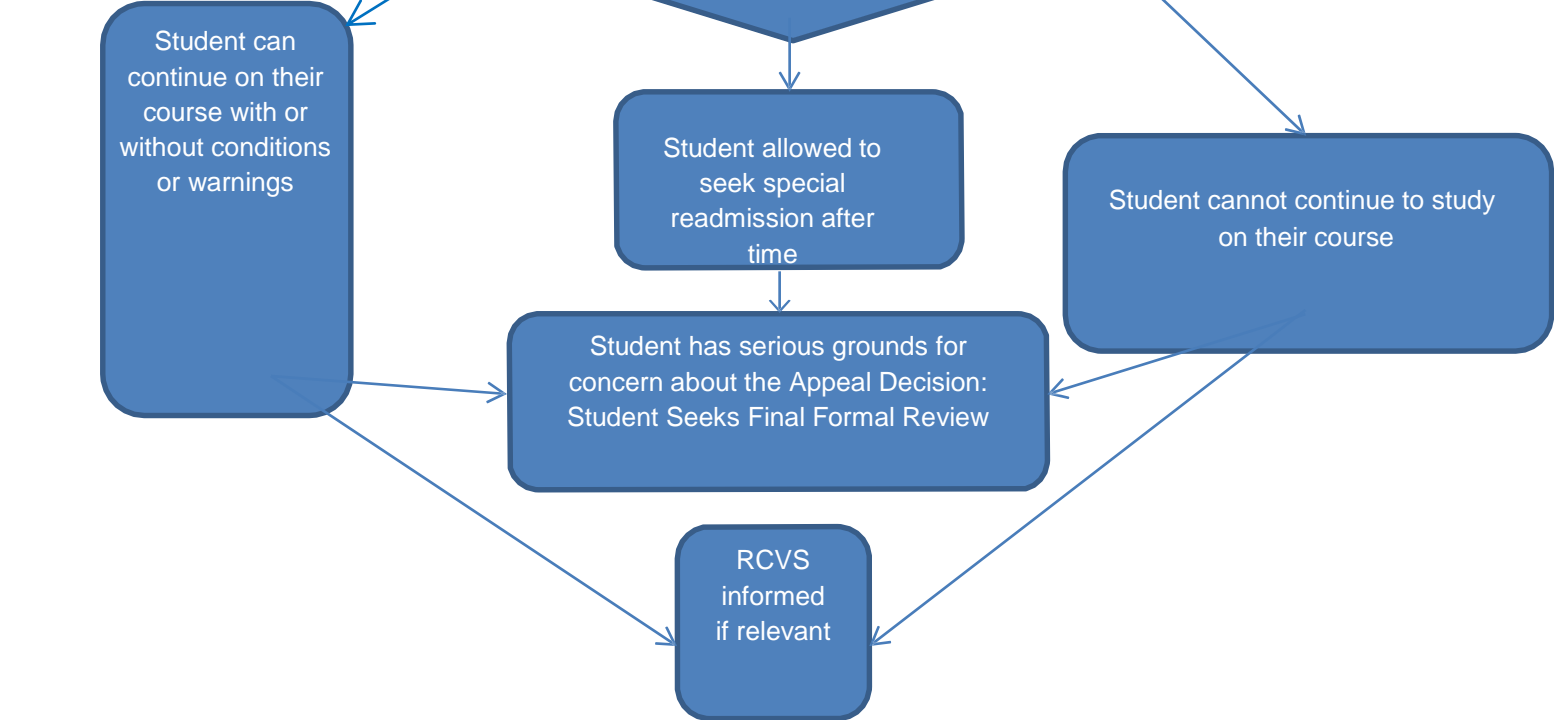 Student can
continue on their
course with or
without conditions
or warnings
Student allowed to
seek special
readmission after
time
Student cannot continue to study
on their course
Student has serious grounds for
concern about the Appeal Decision:
Student Seeks Final Formal Review
RCVS
informed
if relevant